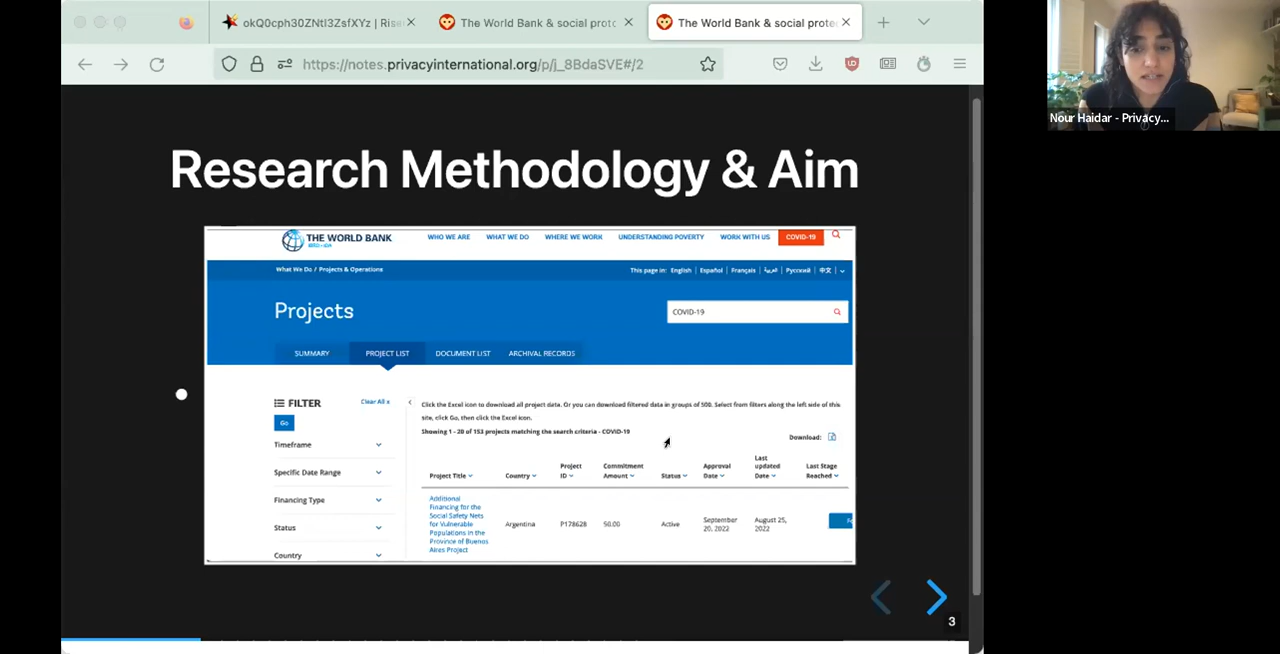 okQ0cph30ZNtI3ZsfXYz | Rise
The World Bank & social prote
The World Bank & social prote
https://notes.privacyinternational.org/p/j_8BdaSVE#/2
Nour Haidar - Privacy...
Research Methodology & Aim
THE WORLD BANK
IBRD • IDA
WHO WE ARE
WHAT WE DO
WHERE WE WORK
UNDERSTANDING POVERTY
WORK WITH US
COVID-19
What We Do / Projects & Operations
This page in: English | Español | Français | العربية | Русский | 中文
Projects
COVID-19
SUMMARY
PROJECT LIST
DOCUMENT LIST
ARCHIVAL RECORDS
FILTER
Clear All x
Go
Timeframe
Specific Date Range
Financing Type
Status
Country
Click the Excel icon to download all project data. Or you can download filtered data in groups of 500. Select from filters along the left side of this
site, click Go, then click the Excel icon.
Showing 1 - 20 of 153 projects matching the search criteria - COVID-19
Download:
Project Title
Country
Project
ID
Commitment
Amount
Status
Approval
Date
Last
updated
Date
Last Stage
Reached
Additional
Financing for the
Social Safety Nets
for Vulnerable
Populations in the
Province of Buenos
Aires Project
Argentina
P178628
50.00
Active
September
20, 2022
August 25,
2022
3